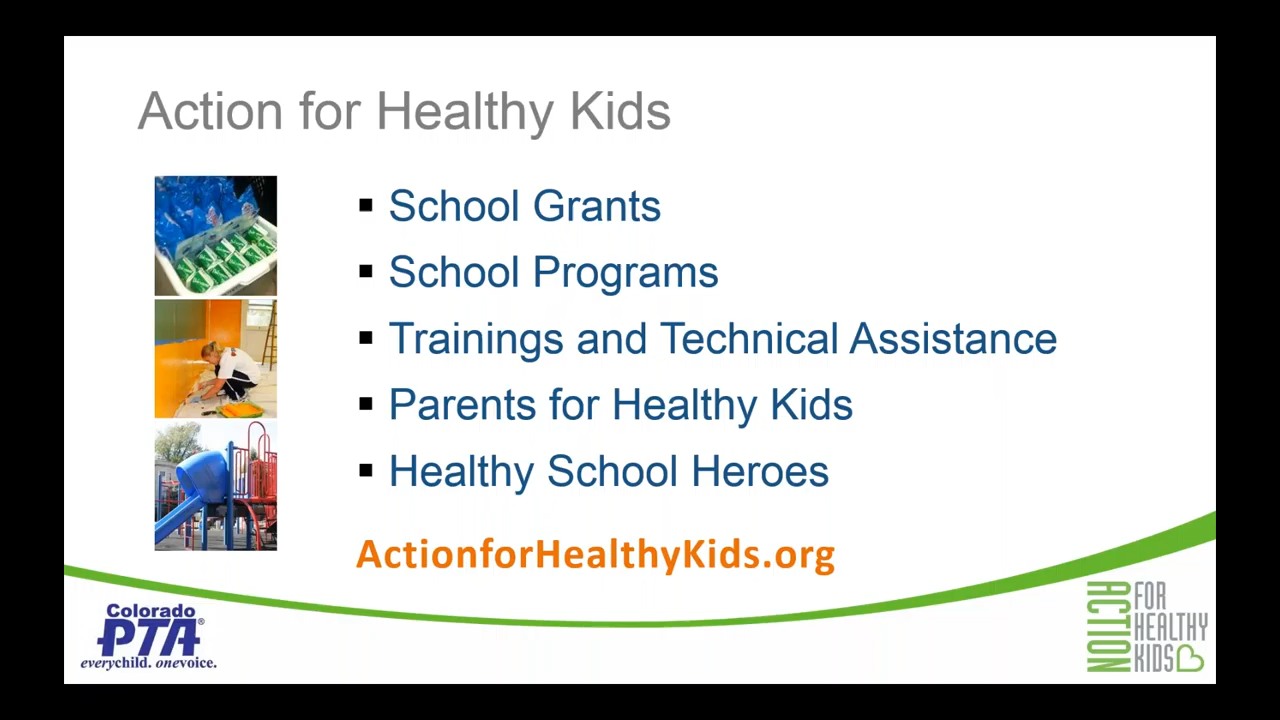 Action for Healthy Kids
▪ School Grants
▪ School Programs
▪ Trainings and Technical Assistance
▪ Parents for Healthy Kids
▪ Healthy School Heroes
ActionforHealthyKids.org
Colorado
PTA®
everychild. onevoice.
ACTION
FOR
HEALTHY
KIDS